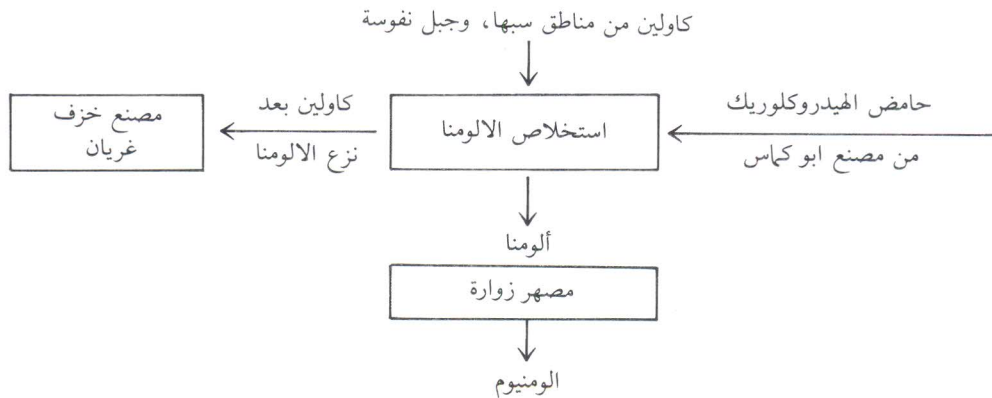 كاولين من مناطق سبها، وجبل نفوسة
حامض الهيدروكلوريك
من مصنع ابو كماس
استخلاص الالومنا
كاولين بعد
نزع الالومنا
مصنع خزف
غريان
ألومنا
مصهر زوارة
الومنيوم